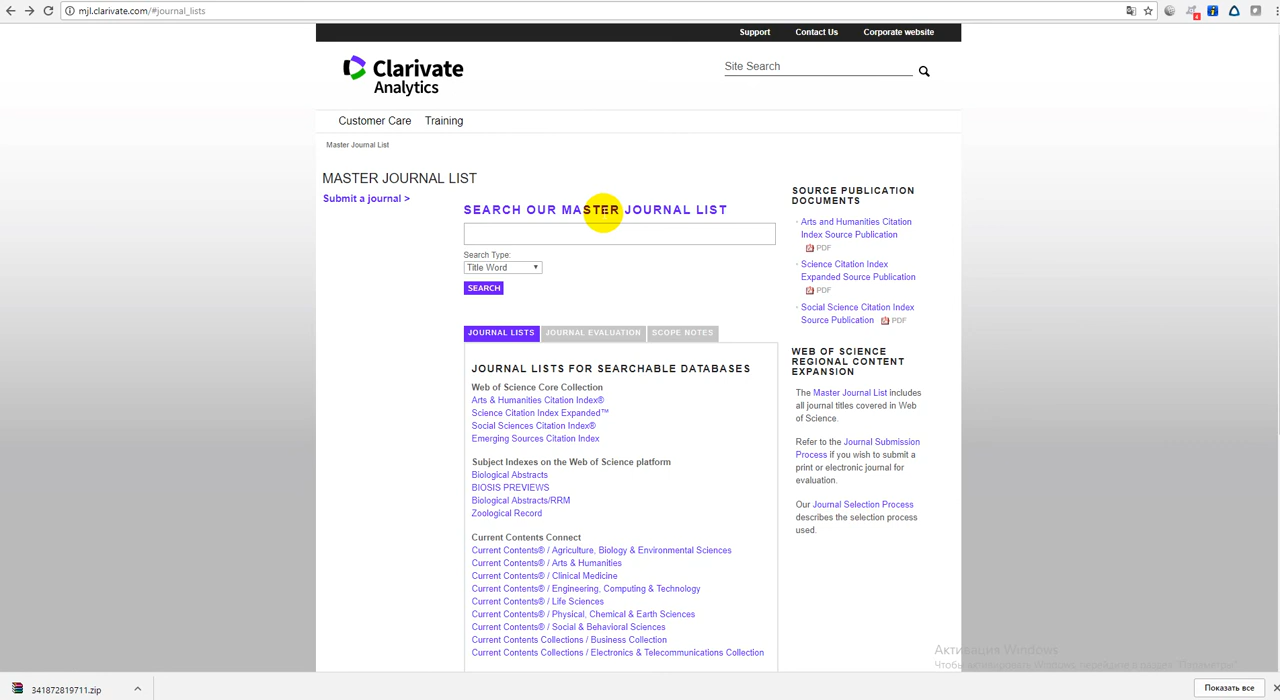 mjl.clarivate.com/#journal_lists
Support Contact Us Corporate website
Clarivate
Analytics
Site Search
Customer Care Training
Master Journal List
MASTER JOURNAL LIST
Submit a journal >
SEARCH OUR MASTER JOURNAL LIST
Search Type:
Title Word
SEARCH
JOURNAL LISTS JOURNAL EVALUATION SCOPE NOTES
JOURNAL LISTS FOR SEARCHABLE DATABASES
Web of Science Core Collection
Arts & Humanities Citation Index®
Science Citation Index Expanded™
Social Sciences Citation Index®
Emerging Sources Citation Index
Subject Indexes on the Web of Science platform
Biological Abstracts
BIOSIS PREVIEWS
Biological Abstracts/RRM
Zoological Record
Current Contents Connect
Current Contents® / Agriculture, Biology & Environmental Sciences
Current Contents® / Arts & Humanities
Current Contents® / Clinical Medicine
Current Contents® / Engineering, Computing & Technology
Current Contents® / Life Sciences
Current Contents® / Physical, Chemical & Earth Sciences
Current Contents® / Social & Behavioral Sciences
Current Contents Collections / Business Collection
Current Contents Collections / Electronics & Telecommunications Collection
SOURCE PUBLICATION
DOCUMENTS
Arts and Humanities Citation
Index Source Publication
PDF
Science Citation Index
Expanded Source Publication
PDF
Social Science Citation Index
Source Publication PDF
WEB OF SCIENCE
REGIONAL CONTENT
EXPANSION
The Master Journal List includes
all journal titles covered in Web
of Science.
Refer to the Journal Submission
Process if you wish to submit a
print or electronic journal for
evaluation.
Our Journal Selection Process
describes the selection process
used.
Активация Windows
Чтобы активировать Windows, перейдите в раздел "Параметры".
341872819711.zip
Показать все